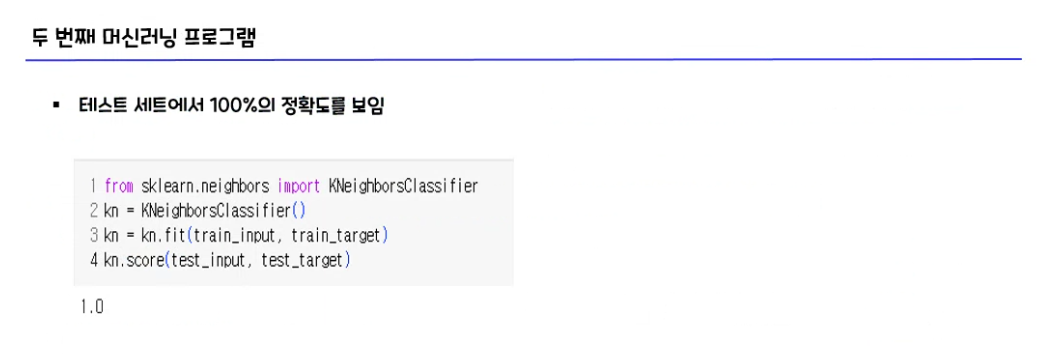 두 번째 머신러닝 프로그램
▪ 테스트 세트에서 100%의 정확도를 보임
1 from sklearn.neighbors import KNeighborsClassifier
2 kn = KNeighborsClassifier()
3 kn = kn.fit(train_input, train_target)
4 kn.score(test_input, test_target)
1.0